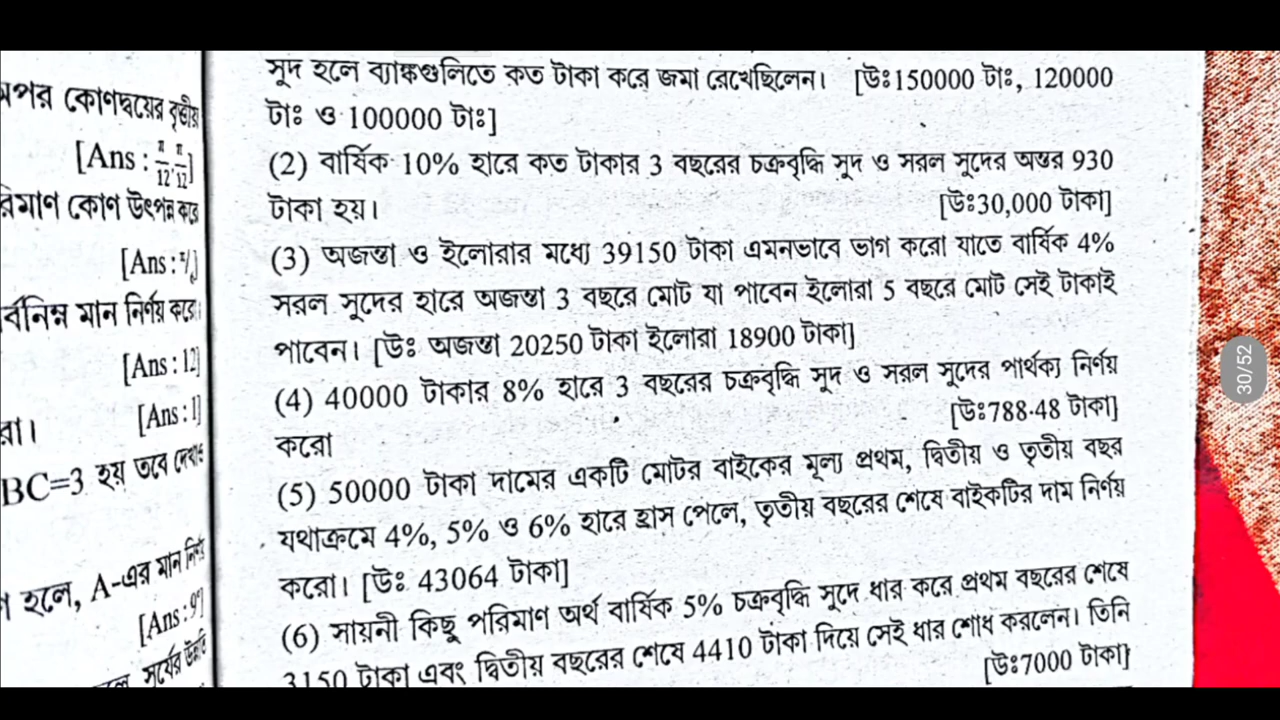 কোণদ্বয়ের বৃত্তীয়
[Ans : π/12, π/12]
কোণ উৎপন্ন করে
[Ans :
মান নির্ণয় করো।
[Ans : 12]
[Ans : 1]
রা।
BC=3 হয় তবে দেখাও
হলে, A-এর মান নির্ণয়
[Ans : 9°]
সূর্যের উন্নতি
সুদ হলে ব্যাঙ্কগুলিতে কত টাকা করে জমা রেখেছিলেন। [উঃ150000 টাঃ, 120000
টাঃ ও 100000 টাঃ]
(2) বার্ষিক 10% হারে কত টাকার 3 বছরের চক্রবৃদ্ধি সুদ ও সরল সুদের অন্তর 930
টাকা হয়। [উঃ30,000 টাকা]
(3) অজন্তা ও ইলোরার মধ্যে 39150 টাকা এমনভাবে ভাগ করো যাতে বার্ষিক 4%
সরল সুদের হারে অজন্তা 3 বছরে মোট যা পাবেন ইলোরা 5 বছরে মোট সেই টাকাই
পাবেন। [উঃ অজন্তা 20250 টাকা ইলোরা 18900 টাকা]
(4) 40000 টাকার 8% হারে 3 বছরের চক্রবৃদ্ধি সুদ ও সরল সুদের পার্থক্য নির্ণয়
করো [উঃ788·48 টাকা]
(5) 50000 টাকা দামের একটি মোটর বাইকের মূল্য প্রথম, দ্বিতীয় ও তৃতীয় বছর
যথাক্রমে 4%, 5% ও 6% হারে হ্রাস পেলে, তৃতীয় বছরের শেষে বাইকটির দাম নির্ণয়
করো। [উঃ 43064 টাকা]
(6) সায়নী কিছু পরিমাণ অর্থ বার্ষিক 5% চক্রবৃদ্ধি সুদে ধার করে প্রথম বছরের শেষে
3150 টাকা এবং দ্বিতীয় বছরের শেষে 4410 টাকা দিয়ে সেই ধার শোধ করলেন। তিনি
[উঃ7000 টাকা]
30/52